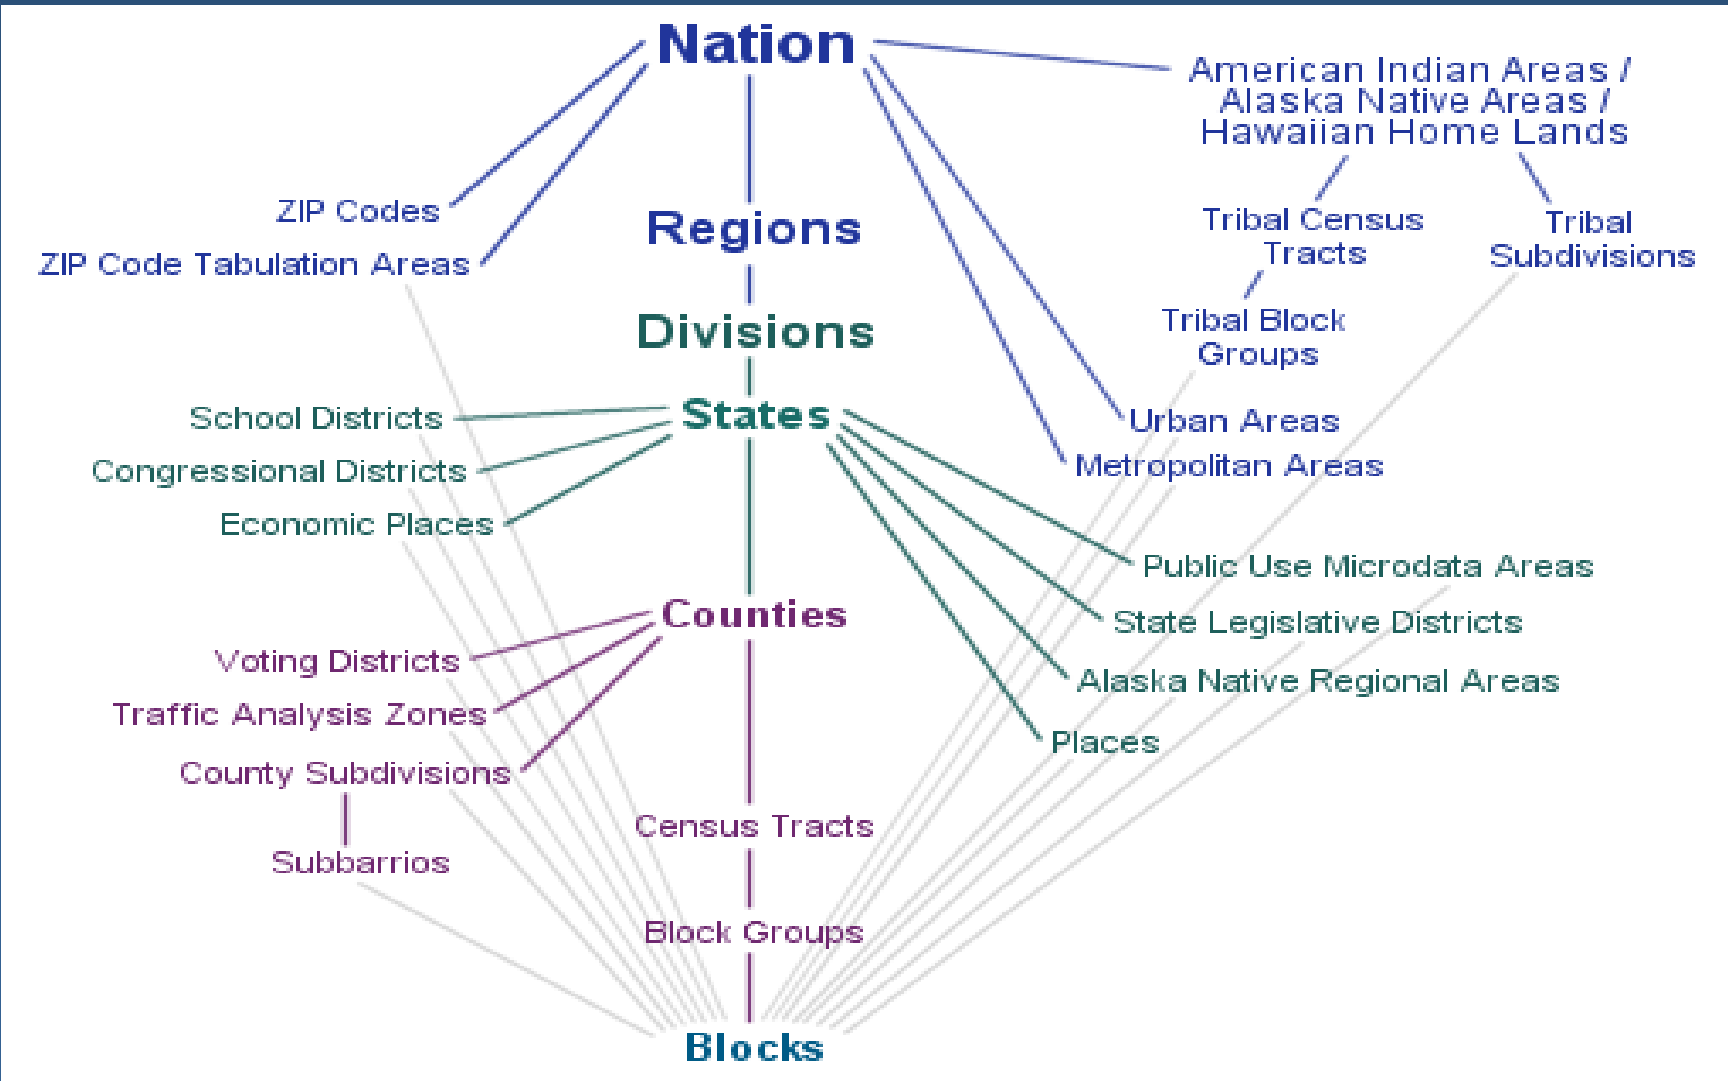 Nation
American Indian Areas /
Alaska Native Areas /
Hawaiian Home Lands
ZIP Codes
ZIP Code Tabulation Areas
Regions
Tribal Census
Tracts
Tribal
Subdivisions
Divisions
Tribal Block
Groups
School Districts
States
Urban Areas
Congressional Districts
Metropolitan Areas
Economic Places
Public Use Microdata Areas
Counties
State Legislative Districts
Voting Districts
Alaska Native Regional Areas
Traffic Analysis Zones
Places
County Subdivisions
Census Tracts
Subbarrios
Block Groups
Blocks